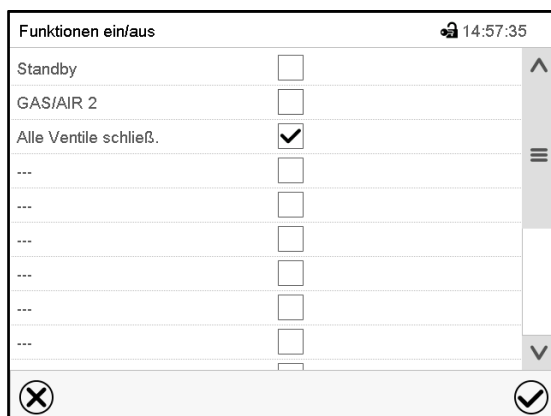 Funktionen ein/aus 14:57:35
Standby
GAS/AIR 2
Alle Ventile schließ.
---
---
---
---
---
---